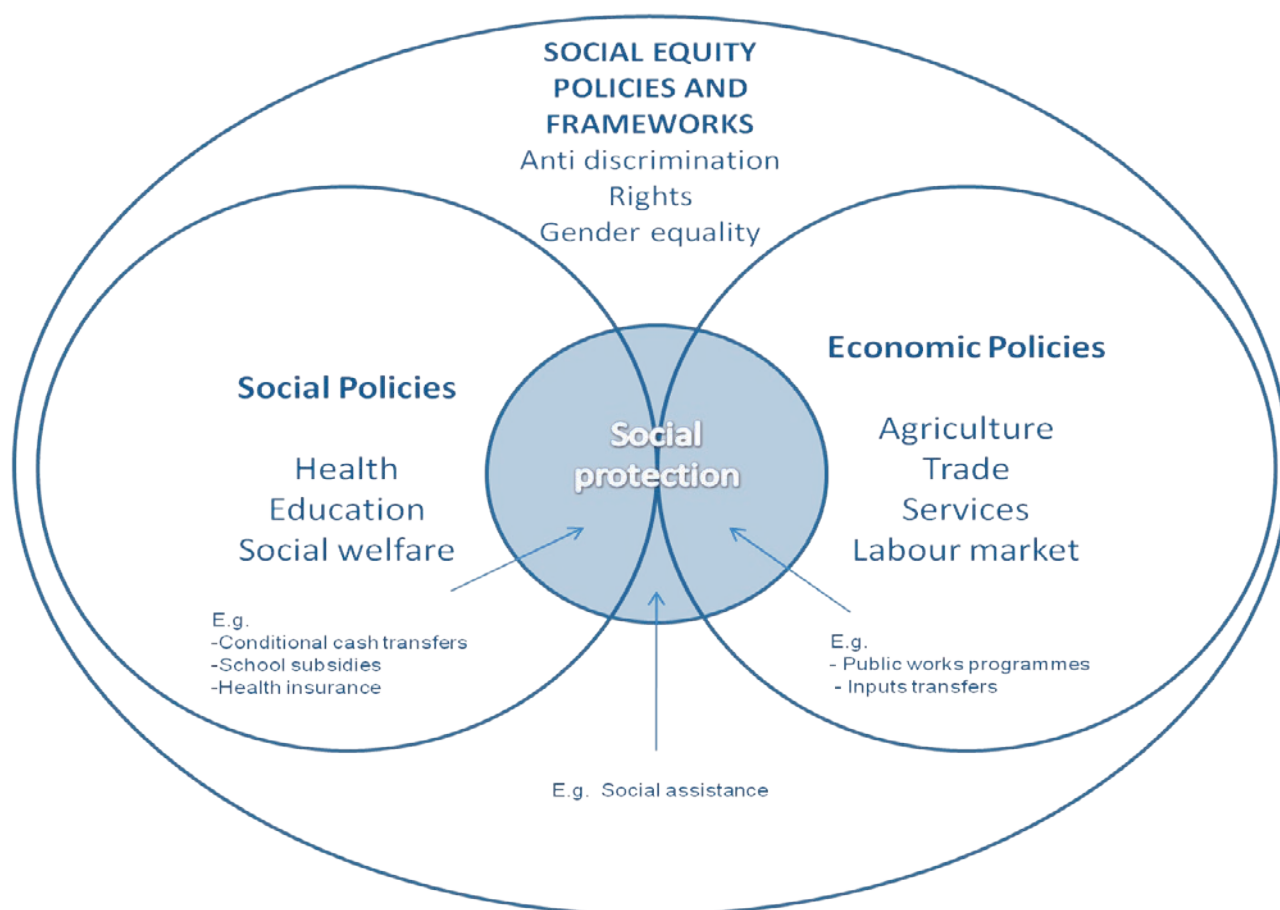 SOCIAL EQUITY
POLICIES AND
FRAMEWORKS
Anti discrimination
Rights
Gender equality
Social Policies
Health
Education
Social welfare
E.g.
-Conditional cash transfers
-School subsidies
-Health insurance
Social
protection
Economic Policies
Agriculture
Trade
Services
Labour market
E.g.
- Public works programmes
- Inputs transfers
E.g. Social assistance